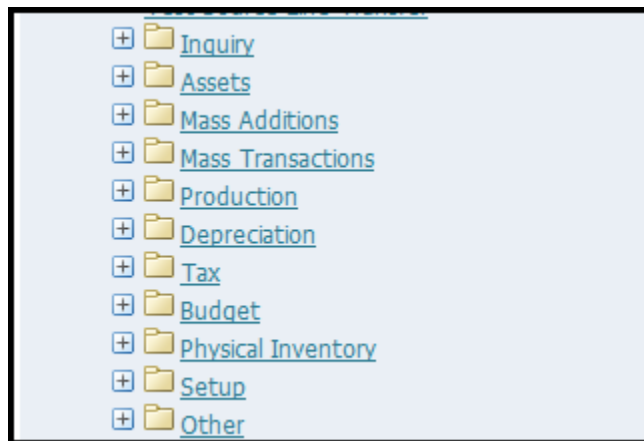 Inquiry
Assets
Mass Additions
Mass Transactions
Production
Depreciation
Tax
Budget
Physical Inventory
Setup
Other